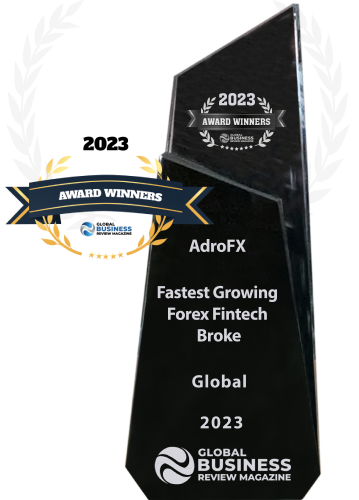 2023
AWARD WINNERS
GLOBAL
BUSINESS
REVIEW MAGAZINE
2023
AWARD WINNERS
GLOBAL
BUSINESS
REVIEW MAGAZINE
AdroFX
Fastest Growing
Forex Fintech
Broke
Global
2023
GLOBAL
BUSINESS
REVIEW MAGAZINE